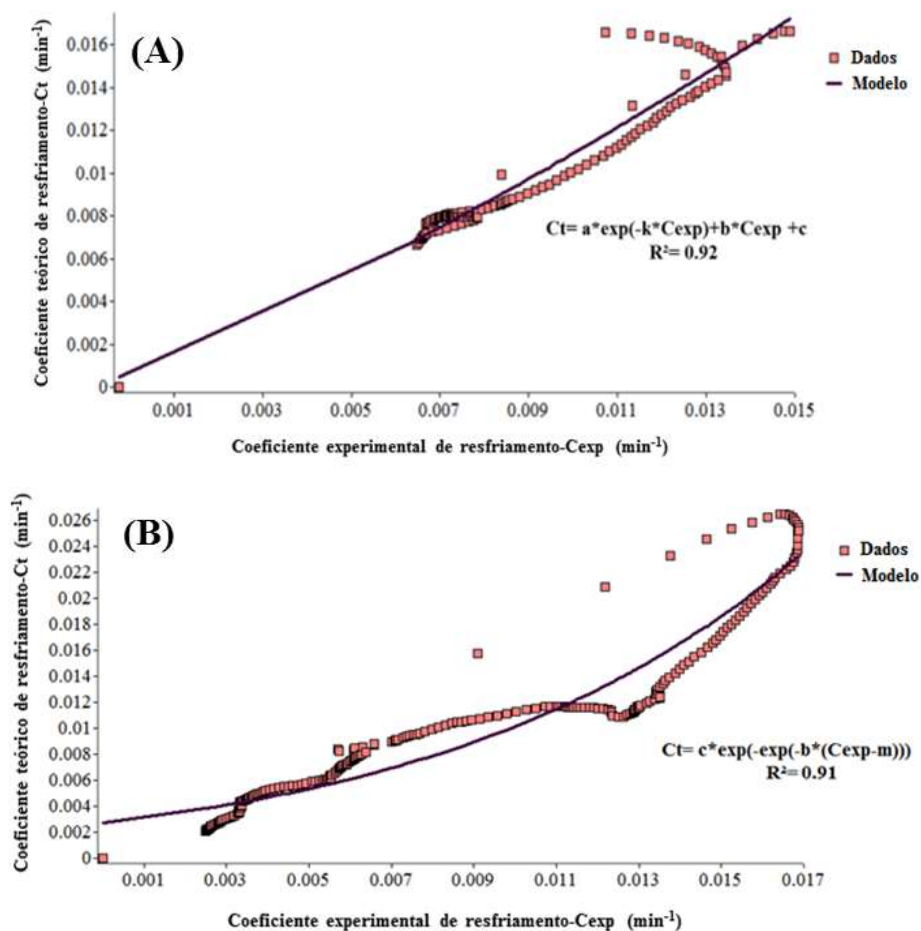 (A)
Coeficiente teórico de resfriamento-Ct (min⁻¹)
0.016
0.014
0.012
0.01
0.008
0.006
0.004
0.002
0
Dados
Modelo
Ct= a*exp(-k*Cexp)+b*Cexp +c
R²= 0.92
0.001 0.003 0.005 0.007 0.009 0.011 0.013 0.015
Coeficiente experimental de resfriamento-Cexp (min⁻¹)
(B)
Coeficiente teórico de resfriamento-Ct (min⁻¹)
0.026
0.024
0.022
0.02
0.018
0.016
0.014
0.012
0.01
0.008
0.006
0.004
0.002
0
Dados
Modelo
Ct= c*exp(-exp(-b*(Cexp-m)))
R²= 0.91
0.001 0.003 0.005 0.007 0.009 0.011 0.013 0.015 0.017
Coeficiente experimental de resfriamento-Cexp (min⁻¹)